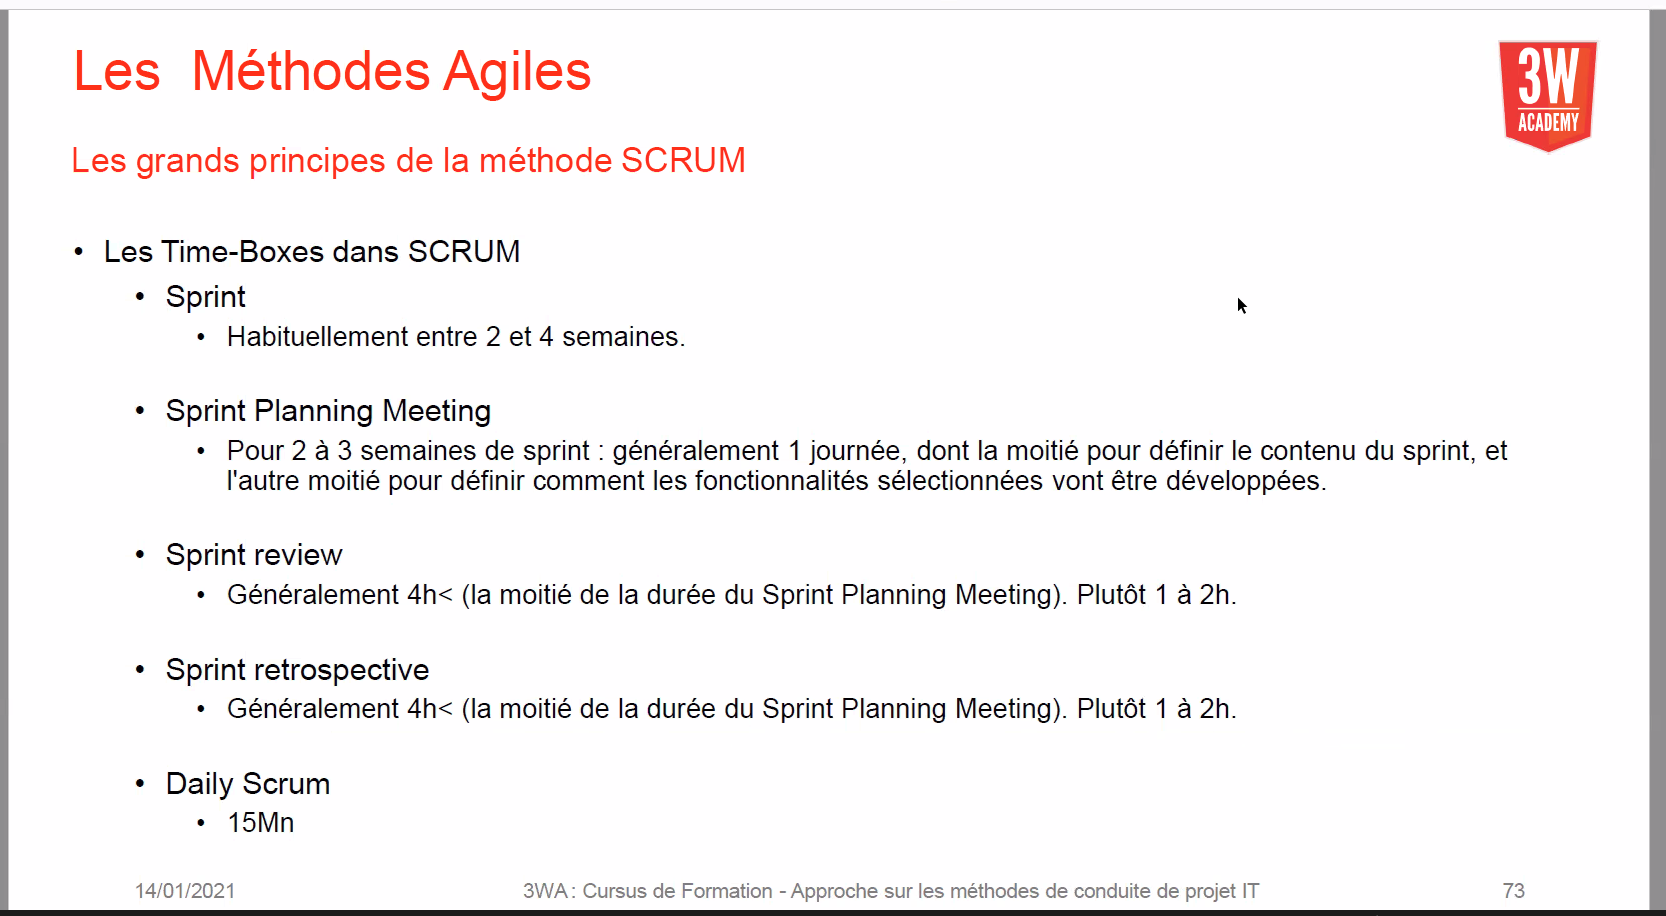 Les Méthodes Agiles
3W
ACADEMY
Les grands principes de la méthode SCRUM
• Les Time-Boxes dans SCRUM
• Sprint
• Habituellement entre 2 et 4 semaines.
• Sprint Planning Meeting
• Pour 2 à 3 semaines de sprint : généralement 1 journée, dont la moitié pour définir le contenu du sprint, et
l'autre moitié pour définir comment les fonctionnalités sélectionnées vont être développées.
• Sprint review
• Généralement 4h< (la moitié de la durée du Sprint Planning Meeting). Plutôt 1 à 2h.
• Sprint retrospective
• Généralement 4h< (la moitié de la durée du Sprint Planning Meeting). Plutôt 1 à 2h.
• Daily Scrum
• 15Mn
14/01/2021
3WA : Cursus de Formation - Approche sur les méthodes de conduite de projet IT
73